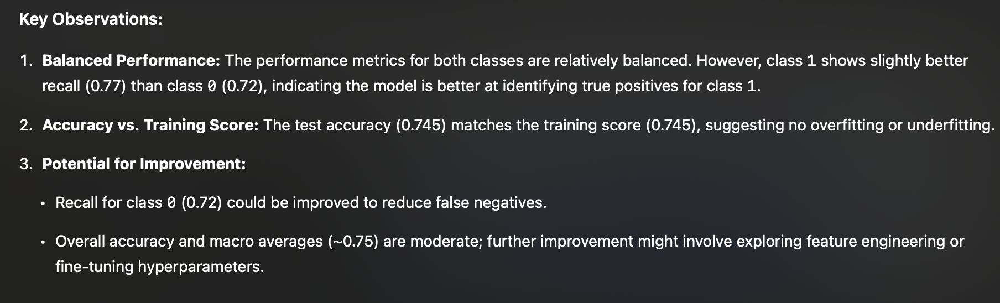 Key Observations:
1. Balanced Performance: The performance metrics for both classes are relatively balanced. However, class 1 shows slightly better
recall (0.77) than class 0 (0.72), indicating the model is better at identifying true positives for class 1.
2. Accuracy vs. Training Score: The test accuracy (0.745) matches the training score (0.745), suggesting no overfitting or underfitting.
3. Potential for Improvement:
• Recall for class 0 (0.72) could be improved to reduce false negatives.
• Overall accuracy and macro averages (~0.75) are moderate; further improvement might involve exploring feature engineering or
fine-tuning hyperparameters.